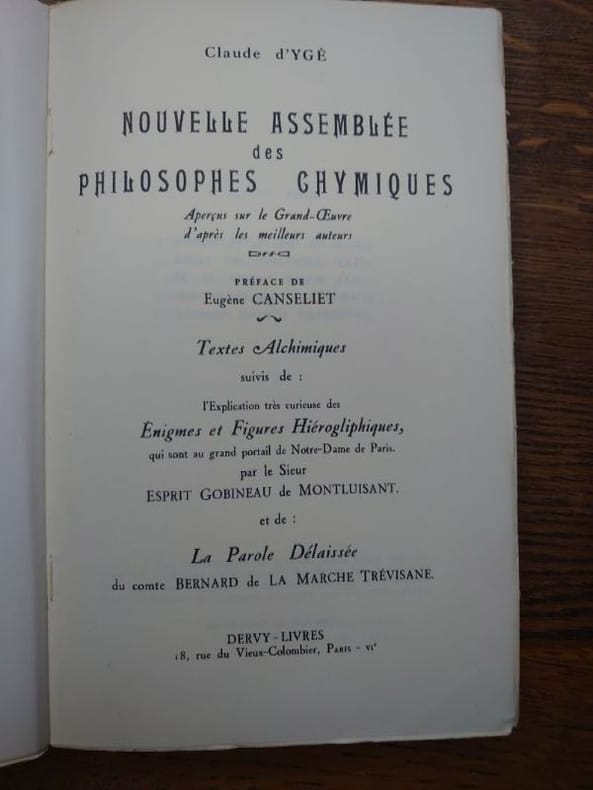 Claude d'YGÉ
NOUVELLE ASSEMBLÉE
des
PHILOSOPHES CHYMIQUES
Aperçus sur le Grand-Œuvre
d'après les meilleurs auteurs
PRÉFACE DE
Eugène CANSELIET
Textes Alchimiques
suivis de :
l'Explication très curieuse des
Énigmes et Figures Hiérogliphiques,
qui sont au grand portail de Notre-Dame de Paris.
par le Sieur
ESPRIT GOBINEAU de MONTLUISANT.
et de :
La Parole Délaissée
du comte BERNARD de LA MARCHE TRÉVISANE.
DERVY-LIVRES
18, rue du Vieux-Colombier, PARIS - VIᵉ